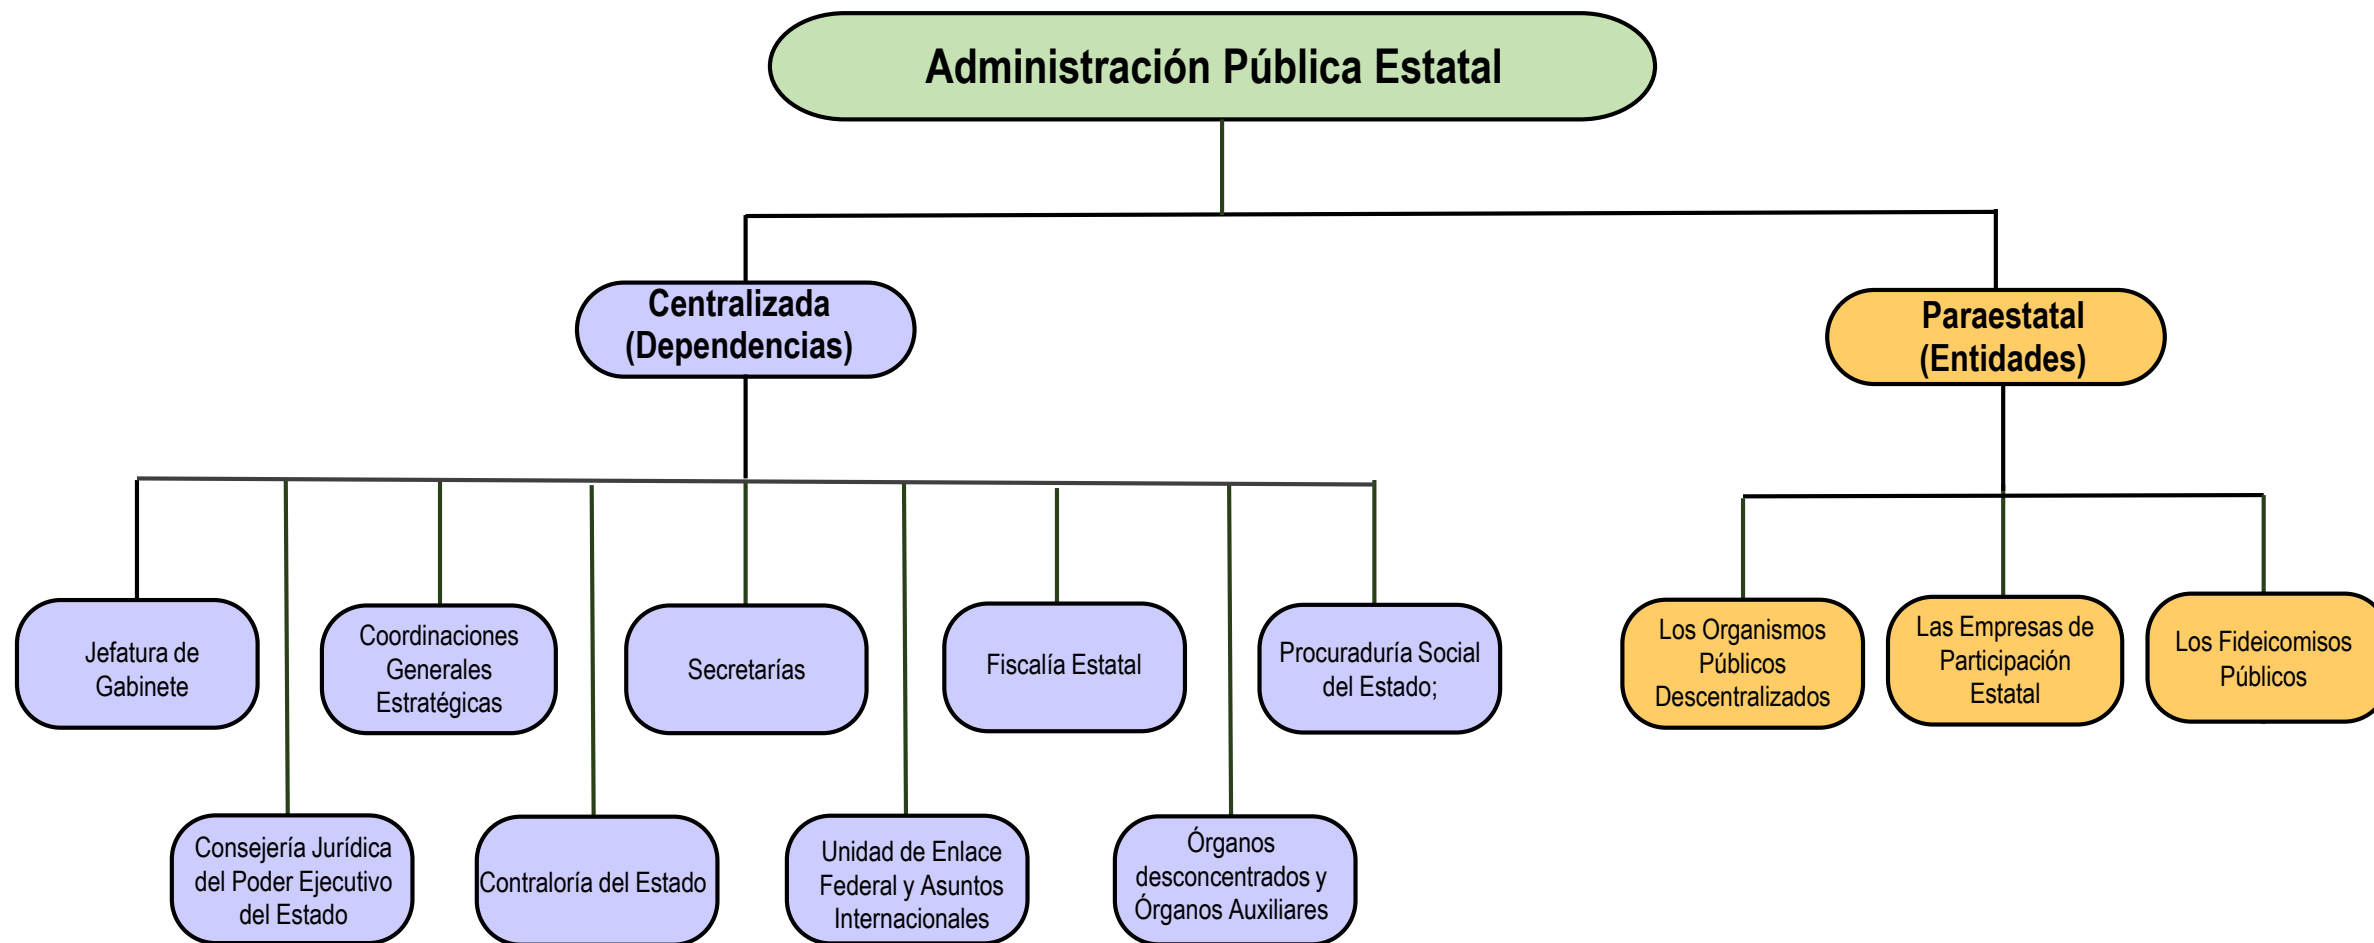 Administración Pública Estatal
Centralizada
(Dependencias)
Paraestatal
(Entidades)
Jefatura de
Gabinete
Coordinaciones
Generales
Estratégicas
Secretarías
Fiscalía Estatal
Procuraduría Social
del Estado;
Los Organismos
Públicos
Descentralizados
Las Empresas de
Participación
Estatal
Los Fideicomisos
Públicos
Consejería Jurídica
del Poder Ejecutivo
del Estado
Contraloría del Estado
Unidad de Enlace
Federal y Asuntos
Internacionales
Órganos
desconcentrados y
Órganos Auxiliares